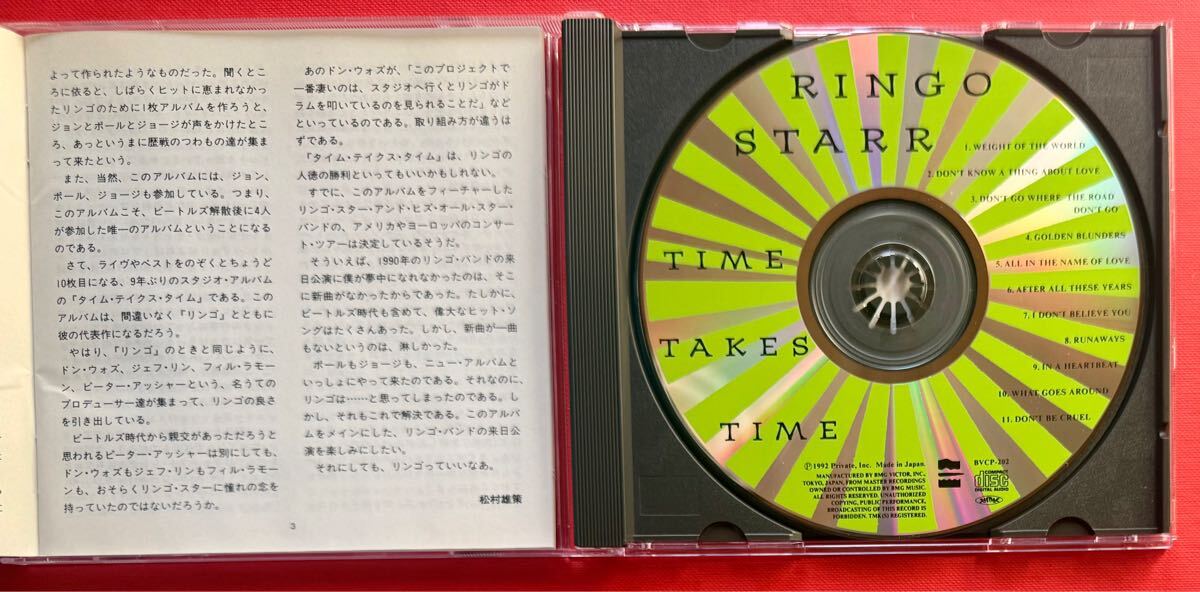 よって作られたようなものだった。聞くとこ
ろに依ると、しばらくヒットに恵まれなかっ
たリンゴのために1枚アルバムを作ろうと、
ジョンとポールとジョージが声をかけたとこ
ろ、あっというまに歴戦のつわもの達が集ま
って来たという。
また、当然、このアルバムには、ジョン、
ポール、ジョージも参加している。つまり、
このアルバムこそ、ビートルズ解散後に4人
が参加した唯一のアルバムということになる
のである。
さて、ライヴやベストをのぞくとちょうど
10枚目になる、9年ぶりのスタジオ・アルバム
の『タイム・テイクス・タイム』である。この
アルバムは、間違いなく『リンゴ』とともに
彼の代表作になるだろう。
やはり、『リンゴ』のときと同じように、
ドン・ウォズ、ジェフ・リン、フィル・ラモー
ン、ピーター・アッシャーという、名うての
プロデューサー達が集まって、リンゴの良さ
を引き出している。
ビートルズ時代から親交があっただろうと
思われるピーター・アッシャーは別にしても、
ドン・ウォズもジェフ・リンもフィル・ラモー
ンも、おそらくリンゴ・スターに憧れの念を
持っていたのではないだろうか。
あのドン・ウォズが、「このプロジェクトで
一番凄いのは、スタジオへ行くとリンゴがド
ラムを叩いているのを見られることだ」など
といっているのである。取り組み方が違うは
ずである。
『タイム・テイクス・タイム』は、リンゴの
人徳の勝利といってもいいかもしれない。
すでに、このアルバムをフィーチャーした
リンゴ・スター・アンド・ヒズ・オール・スター・
バンドの、アメリカやヨーロッパのコンサー
ト・ツアーは決定しているそうだ。
そういえば、1990年のリンゴ・バンドの来
日公演に僕が夢中になれなかったのは、そこ
に新曲がなかったからであった。たしかに、
ビートルズ時代も含めて、偉大なヒット・ソ
ングはたくさんあった。しかし、新曲が一曲
もないというのは、淋しかった。
ポールもジョージも、ニュー・アルバムと
いっしょにやって来たのである。それなのに、
リンゴは……と思ってしまったのである。し
かし、それもこれで解決である。このアルバ
ムをメインにした、リンゴ・バンドの来日公
演を楽しみにしたい。
それにしても、リンゴっていいなあ。
松村雄策
3
RINGO
STARR
TIME
TAKES
TIME
1. WEIGHT OF THE WORLD
2. DON'T KNOW A THING ABOUT LOVE
3. DON'T GO WHERE THE ROAD
DON'T GO
4. GOLDEN BLUNDERS
5. ALL IN THE NAME OF LOVE
6. AFTER ALL THESE YEARS
7. I DON'T BELIEVE YOU
8. RUNAWAYS
9. IN A HEARTBEAT
10. WHAT GOES AROUND
11. DON'T BE CRUEL
Ⓟ1992 Private, Inc. Made in Japan.
MANUFACTURED BY BMG VICTOR, INC.,
TOKYO, JAPAN, FROM MASTER RECORDINGS
OWNED OR CONTROLLED BY BMG MUSIC.
ALL RIGHTS RESERVED. UNAUTHORIZED
COPYING, PUBLIC PERFORMANCE,
BROADCASTING OF THIS RECORD IS
FORBIDDEN. TMK(S) REGISTERED.
BVCP-202
COMPACT
disc
DIGITAL AUDIO